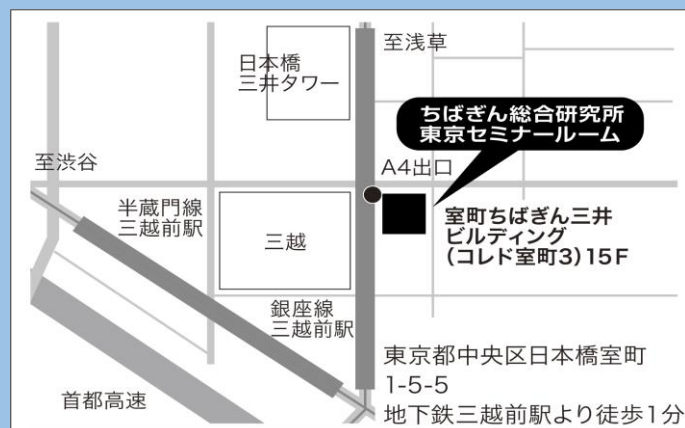 至浅草
日本橋
三井タワー
ちばぎん総合研究所
東京セミナールーム
至渋谷
A4出口
半蔵門線
三越前駅
三越
室町ちばぎん三井
ビルディング
(コレド室町3)15F
銀座線
三越前駅
東京都中央区日本橋室町
1-5-5
地下鉄三越前駅より徒歩1分
首都高速